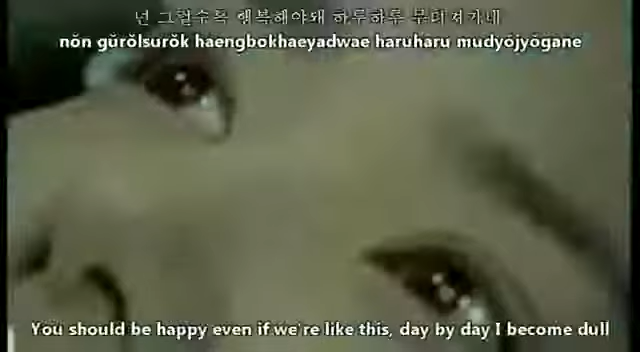 넌 그럴수록 행복해야돼 하루하루 무뎌져가네
nŏn gŭrŏlsurŏk haengbokhaeyadwae haruharu mudyŏjyŏgane
You should be happy even if we're like this, day by day I become dull